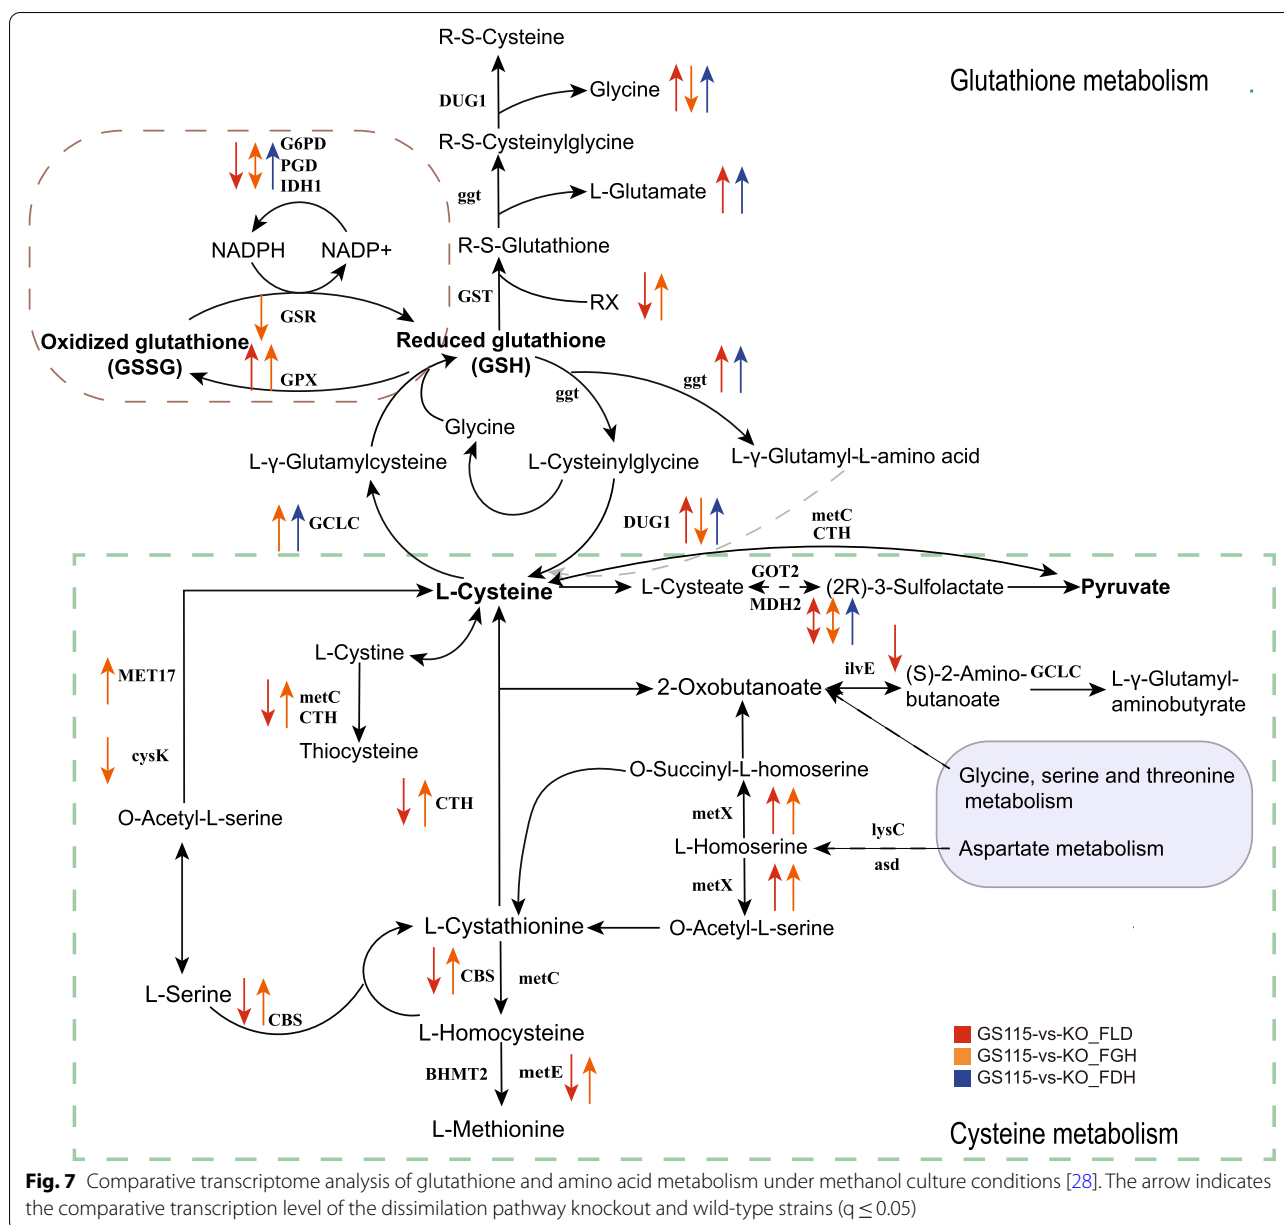 R-S-Cysteine
Glutathione metabolism
DUG1
Glycine
R-S-Cysteinylglycine
G6PD
PGD
IDH1
ggt
L-Glutamate
NADPH
NADP+
R-S-Glutathione
GST
RX
GSR
Oxidized glutathione
(GSSG)
Reduced glutathione
(GSH)
GPX
ggt
ggt
Glycine
L-γ-Glutamylcysteine
L-Cysteinylglycine
L-γ-Glutamyl-L-amino acid
GCLC
DUG1
metC
CTH
L-Cysteine
L-Cysteate
GOT2
MDH2
(2R)-3-Sulfolactate
Pyruvate
L-Cystine
MET17
metC
CTH
2-Oxobutanoate
ilvE
(S)-2-Amino-
butanoate
GCLC
L-γ-Glutamyl-
aminobutyrate
cysK
Thiocysteine
O-Succinyl-L-homoserine
Glycine, serine and threonine
metabolism
CTH
O-Acetyl-L-serine
metX
L-Homoserine
lysC
asd
Aspartate metabolism
metX
L-Cystathionine
O-Acetyl-L-serine
CBS
metC
L-Serine
CBS
L-Homocysteine
BHMT2
metE
L-Methionine
GS115-vs-KO_FLD
GS115-vs-KO_FGH
GS115-vs-KO_FDH
Cysteine metabolism
Fig. 7 Comparative transcriptome analysis of glutathione and amino acid metabolism under methanol culture conditions [28]. The arrow indicates
the comparative transcription level of the dissimilation pathway knockout and wild-type strains (q ≤ 0.05)